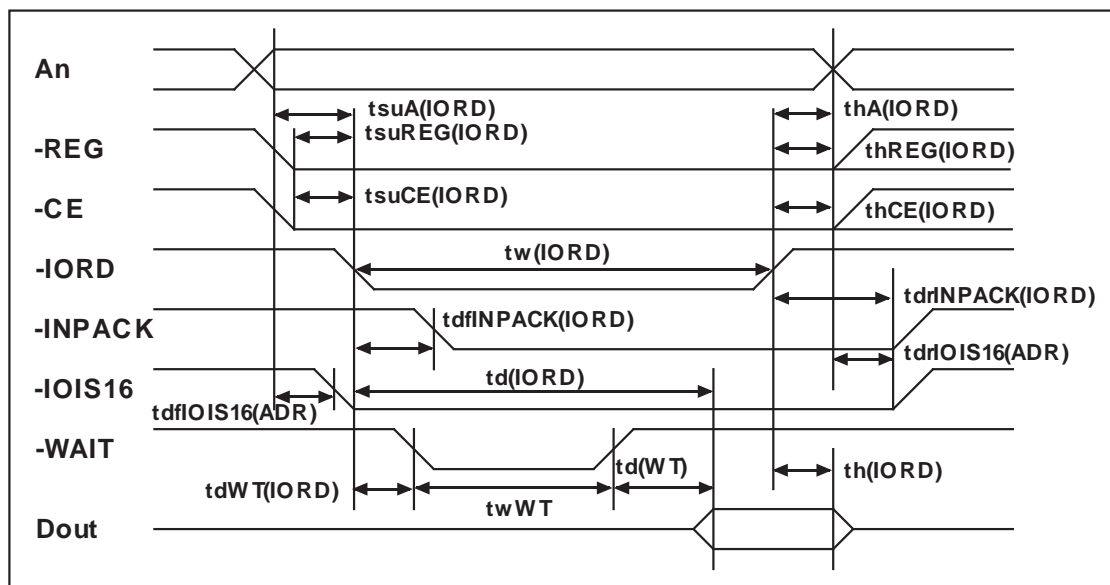 An
tsuA(IORD)
thA(IORD)
tsuREG(IORD)
-REG
thREG(IORD)
-CE
tsuCE(IORD)
thCE(IORD)
-IORD
tw(IORD)
tdrINPACK(IORD)
-INPACK
tdfINPACK(IORD)
tdrIOIS16(ADR)
-IOIS16
td(IORD)
tdfIOIS16(ADR)
-WAIT
td(WT)
th(IORD)
tdWT(IORD)
twWT
Dout